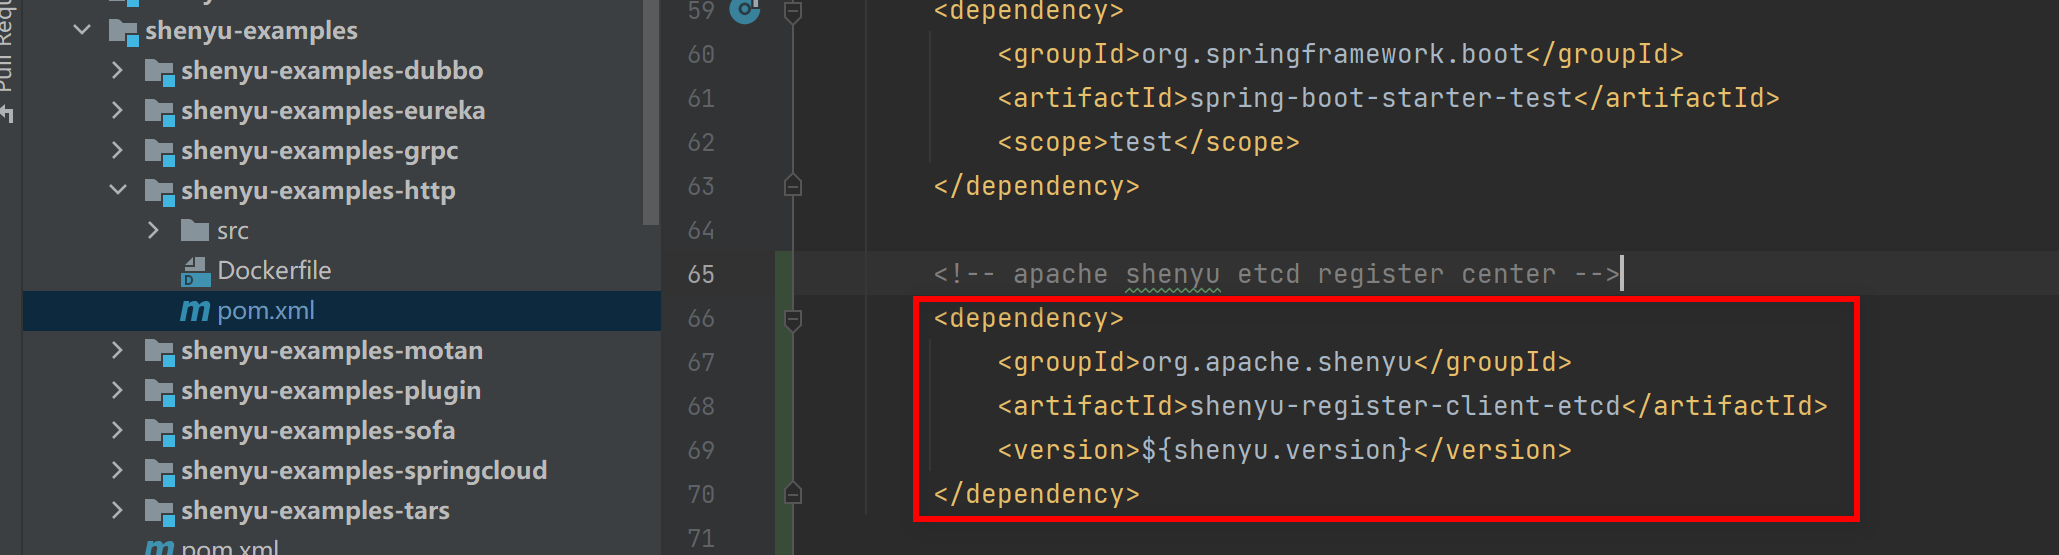 Pull Requ
shenyu-examples
shenyu-examples-dubbo
shenyu-examples-eureka
shenyu-examples-grpc
shenyu-examples-http
src
Dockerfile
pom.xml
shenyu-examples-motan
shenyu-examples-plugin
shenyu-examples-sofa
shenyu-examples-springcloud
shenyu-examples-tars
pom.xml
59 <dependency>
60 <groupId>org.springframework.boot</groupId>
61 <artifactId>spring-boot-starter-test</artifactId>
62 <scope>test</scope>
63 </dependency>
64
65 <!-- apache shenyu etcd register center -->
66 <dependency>
67 <groupId>org.apache.shenyu</groupId>
68 <artifactId>shenyu-register-client-etcd</artifactId>
69 <version>${shenyu.version}</version>
70 </dependency>
71